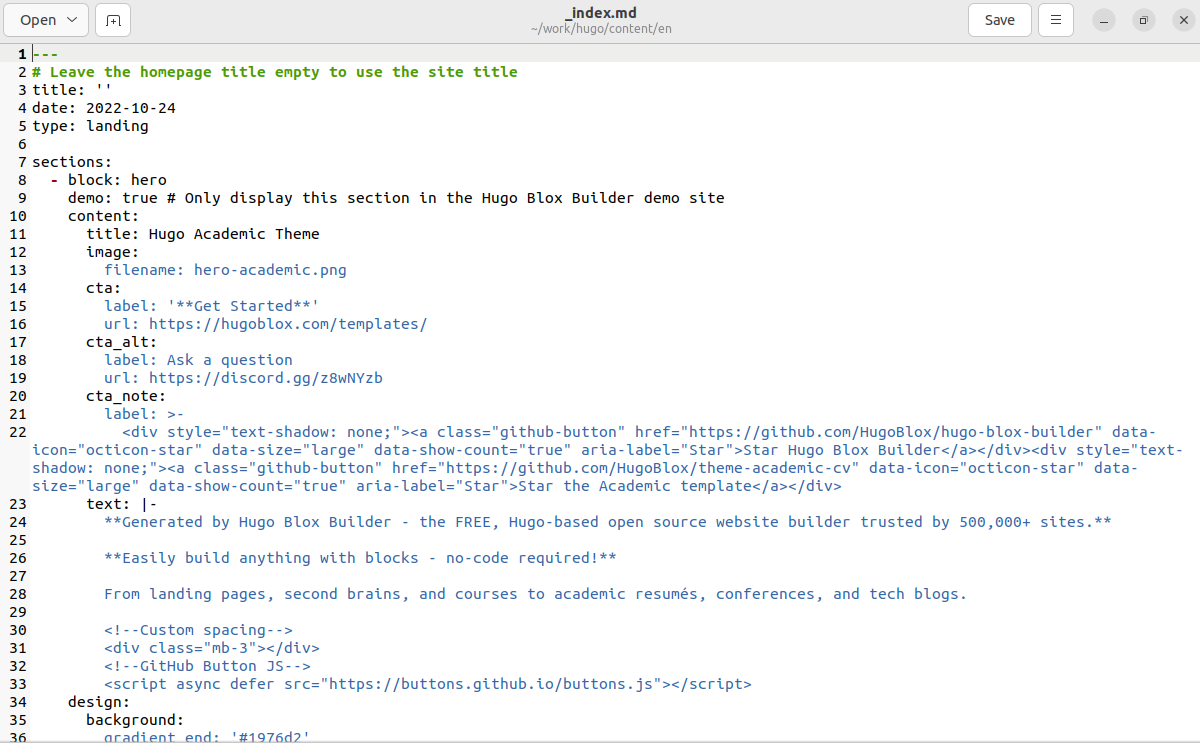 Open
_index.md
~/work/hugo/content/en
Save
1 ---
2 # Leave the homepage title empty to use the site title
3 title: ''
4 date: 2022-10-24
5 type: landing
6
7 sections:
8   - block: hero
9     demo: true # Only display this section in the Hugo Blox Builder demo site
10     content:
11       title: Hugo Academic Theme
12       image:
13         filename: hero-academic.png
14       cta:
15         label: '**Get Started**'
16         url: https://hugoblox.com/templates/
17       cta_alt:
18         label: Ask a question
19         url: https://discord.gg/z8wNYzb
20       cta_note:
21         label: >-
22           <div style="text-shadow: none;"><a class="github-button" href="https://github.com/HugoBlox/hugo-blox-builder" data-
icon="octicon-star" data-size="large" data-show-count="true" aria-label="Star">Star Hugo Blox Builder</a></div><div style="text-
shadow: none;"><a class="github-button" href="https://github.com/HugoBlox/theme-academic-cv" data-icon="octicon-star" data-
size="large" data-show-count="true" aria-label="Star">Star the Academic template</a></div>
23       text: |-
24         **Generated by Hugo Blox Builder - the FREE, Hugo-based open source website builder trusted by 500,000+ sites.**
25
26         **Easily build anything with blocks - no-code required!**
27
28         From landing pages, second brains, and courses to academic resumés, conferences, and tech blogs.
29
30         <!--Custom spacing-->
31         <div class="mb-3"></div>
32         <!--GitHub Button JS-->
33         <script async defer src="https://buttons.github.io/buttons.js"></script>
34     design:
35       background:
36         gradient_end: '#1976d2'